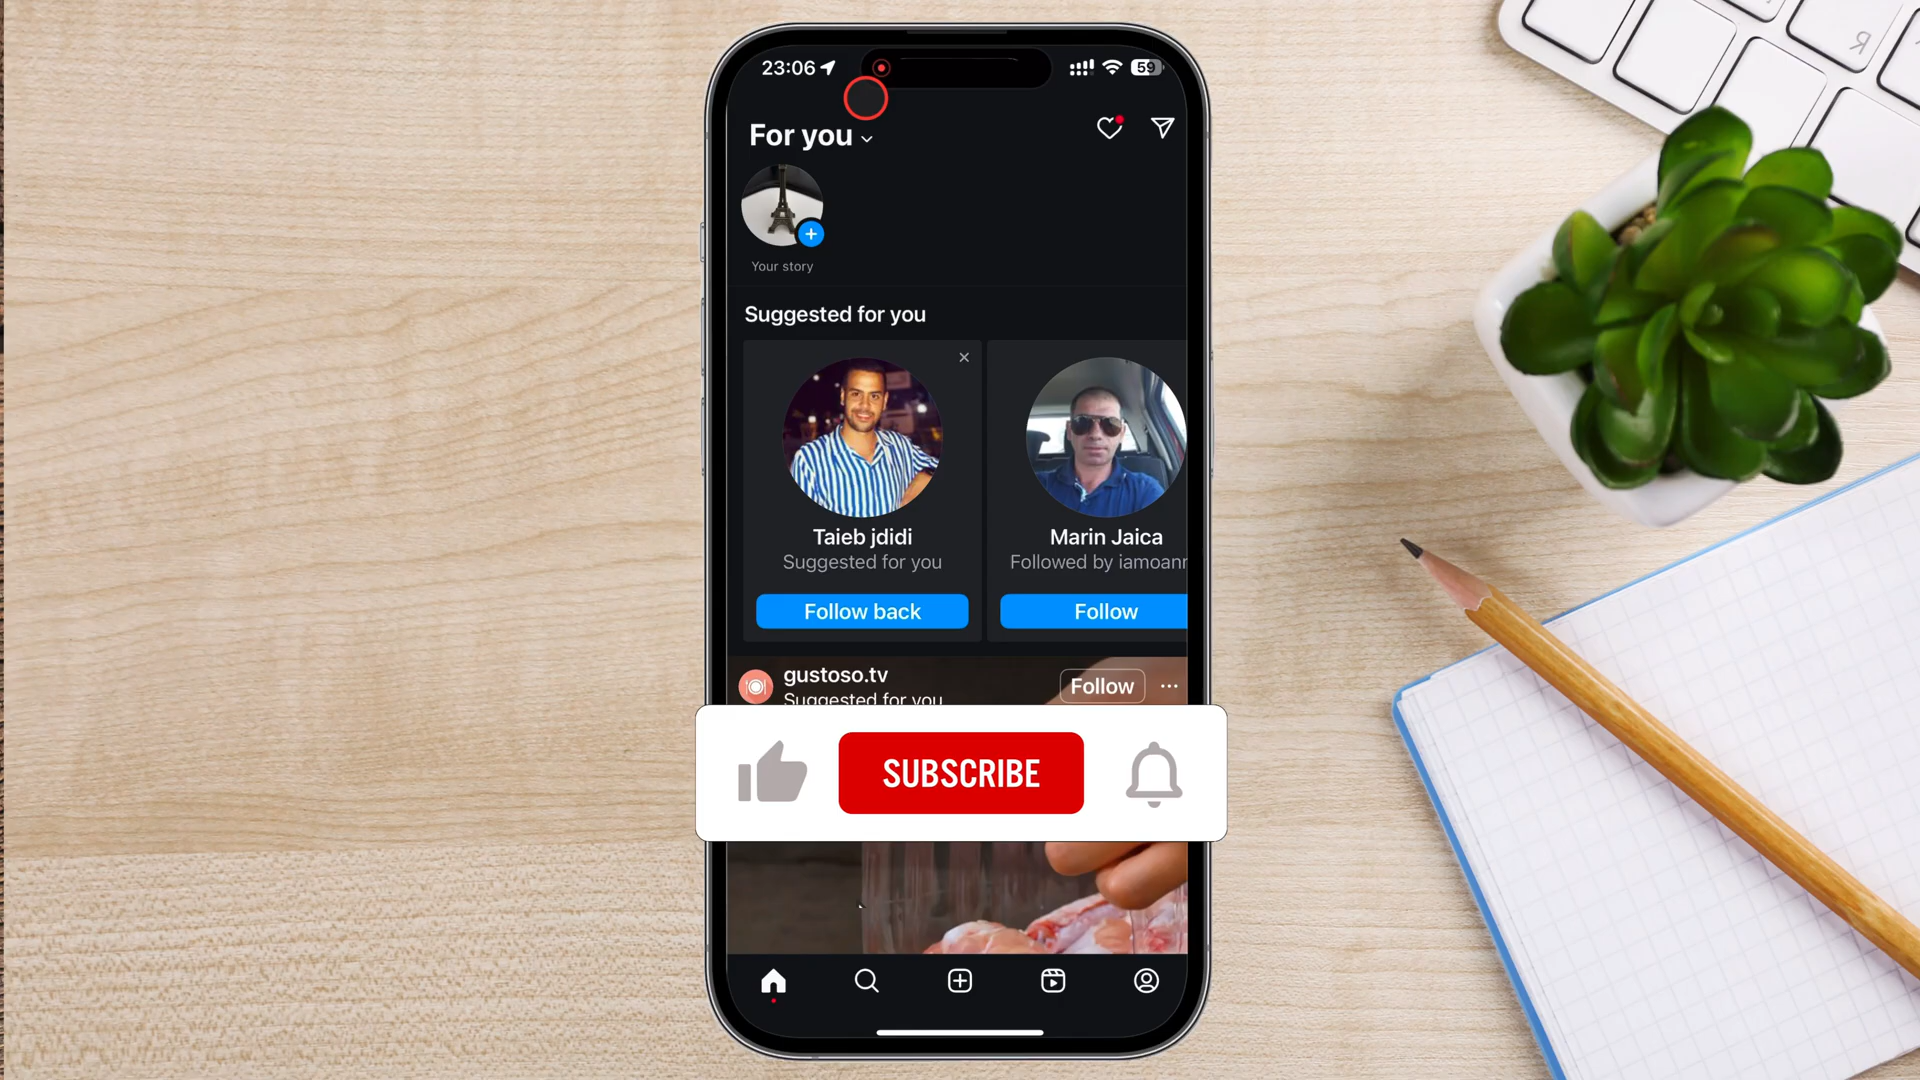 23:06
59
For you
Your story
Suggested for you
Taieb jdidi
Suggested for you
Follow back
Marin Jaica
Followed by iamoann
Follow
gustoso.tv
Suggested for you
Follow
SUBSCRIBE
R